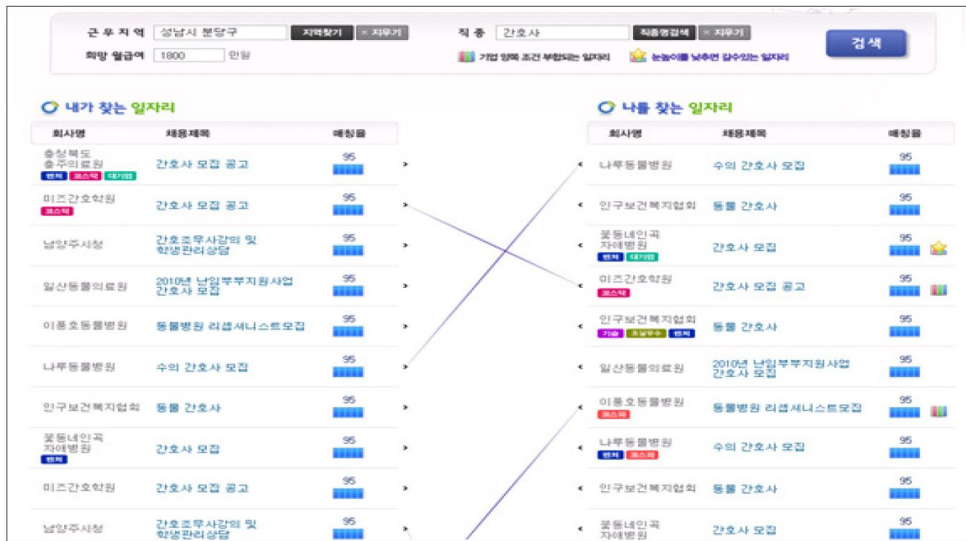 근무지역 성남시 분당구 지역찾기 × 지우기 직종 간호사 직종명검색 × 지우기 검색
희망 월급여 1800 만원 기업 양쪽 조건 부합되는 일자리 눈높이를 낮추면 갈수있는 일자리
내가 찾는 일자리
회사명 채용제목 매칭율
충청북도
충주의료원 간호사 모집 공고 95
벤처 코스닥 대기업
미즈간호학원 간호사 모집 공고 95
코스닥
남양주시청 간호조무사강의 및
학생관리상담 95
일산동물의료원 2010년 난임부부지원사업
간호사 모집 95
이풍호동물병원 동물병원 리셉셔니스트모집 95
나루동물병원 수의 간호사 모집 95
인구보건복지협회 동물 간호사 95
꽃동네인곡
자애병원 간호사 모집 95
벤처
미즈간호학원 간호사 모집 공고 95
남양주시청 간호조무사강의 및
학생관리상담 95
나를 찾는 일자리
회사명 채용제목 매칭율
나루동물병원 수의 간호사 모집 95
인구보건복지협회 동물 간호사 95
꽃동네인곡
자애병원 간호사 모집 95
벤처 대기업
미즈간호학원 간호사 모집 공고 95
코스닥
인구보건복지협회 동물 간호사 95
기술 조달우수 벤처
일산동물의료원 2010년 난임부부지원사업
간호사 모집 95
이풍호동물병원 동물병원 리셉셔니스트모집 95
코스피
나루동물병원 수의 간호사 모집 95
벤처 코스피
인구보건복지협회 동물 간호사 95
꽃동네인곡
자애병원 간호사 모집 95